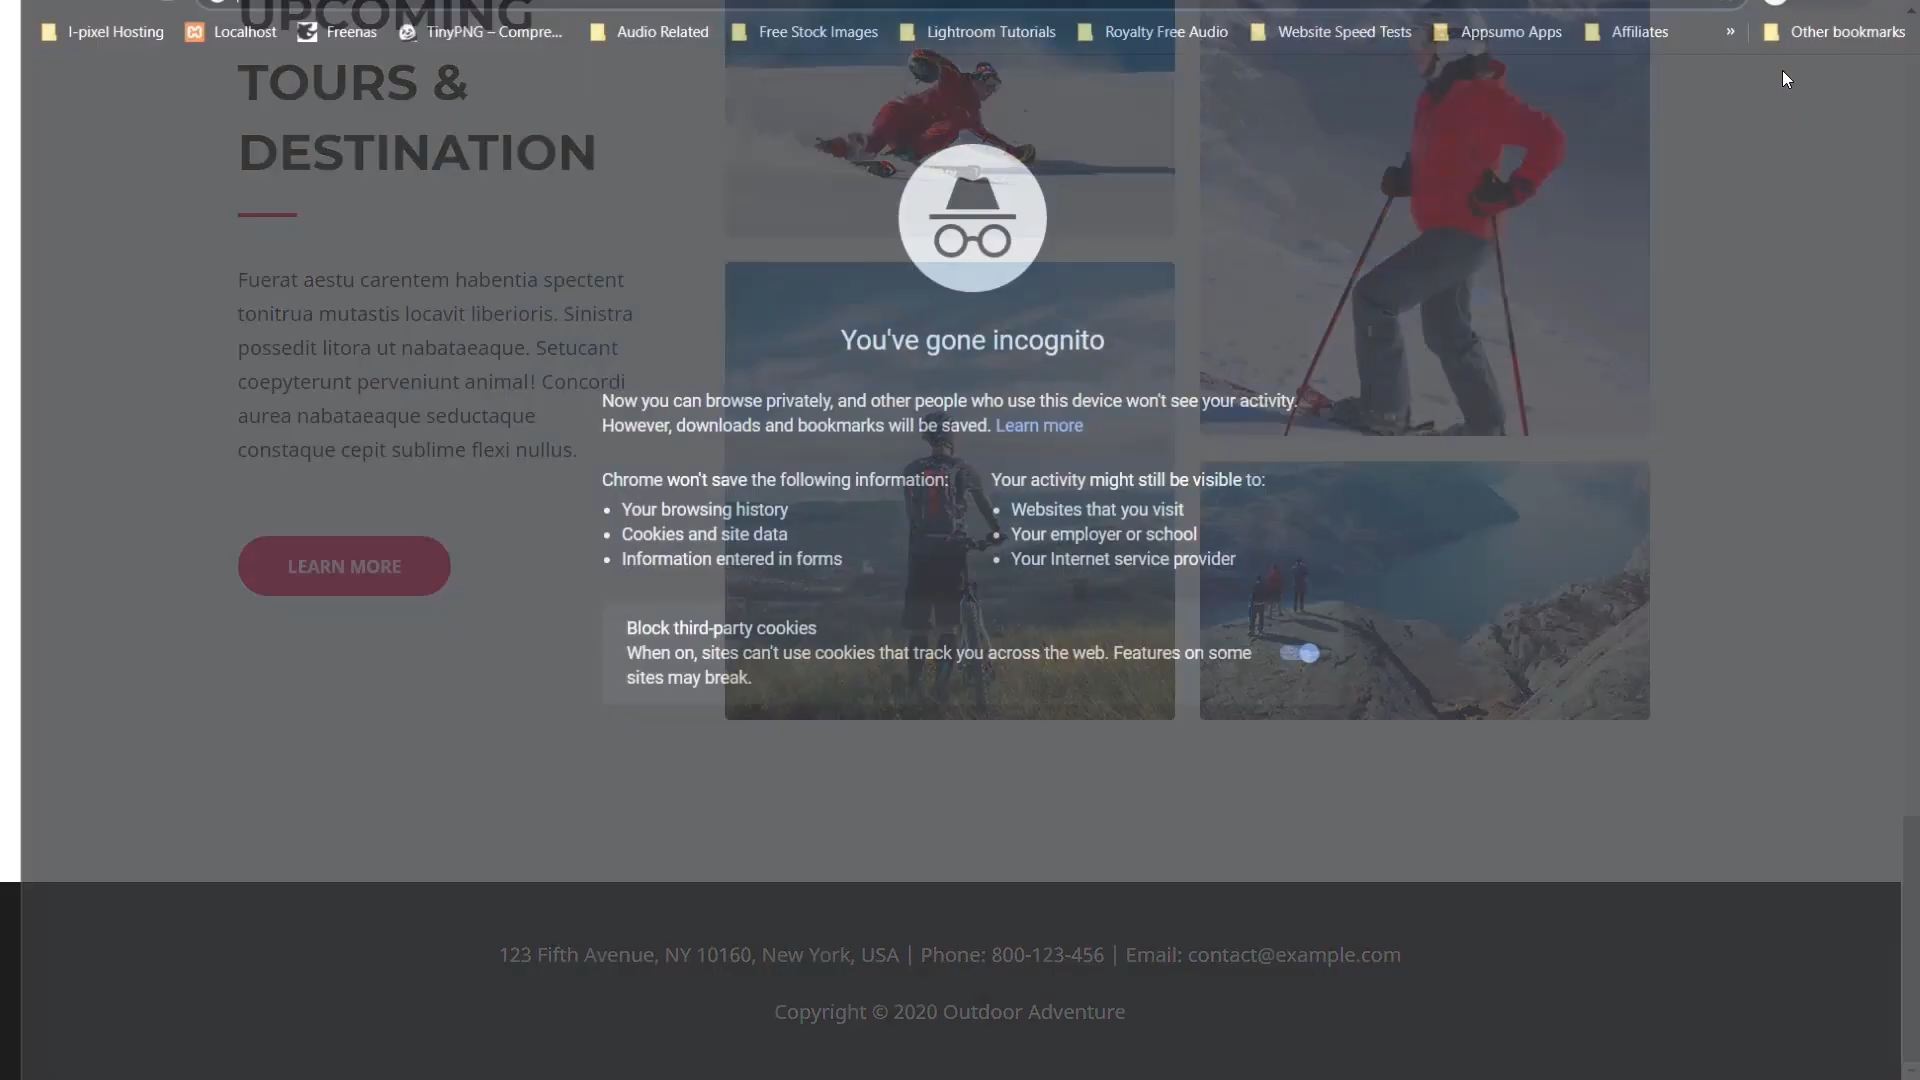 UPCOMING
I-pixel Hosting
Localhost
Freenas
TinyPNG – Compre...
Audio Related
Free Stock Images
Lightroom Tutorials
Royalty Free Audio
Website Speed Tests
Appsumo Apps
Affiliates
»
Other bookmarks
TOURS &
DESTINATION
Fuerat aestu carentem habentia spectent
tonitrua mutastis locavit liberioris. Sinistra
possedit litora ut nabataeaque. Setucant
coepyterunt perveniunt animal! Concordi
aurea nabataeaque seductaque
constaque cepit sublime flexi nullus.
LEARN MORE
You've gone incognito
Now you can browse privately, and other people who use this device won't see your activity.
However, downloads and bookmarks will be saved. Learn more
Chrome won't save the following information:
• Your browsing history
• Cookies and site data
• Information entered in forms
Your activity might still be visible to:
• Websites that you visit
• Your employer or school
• Your Internet service provider
Block third-party cookies
When on, sites can't use cookies that track you across the web. Features on some
sites may break.
123 Fifth Avenue, NY 10160, New York, USA | Phone: 800-123-456 | Email: contact@example.com
Copyright © 2020 Outdoor Adventure